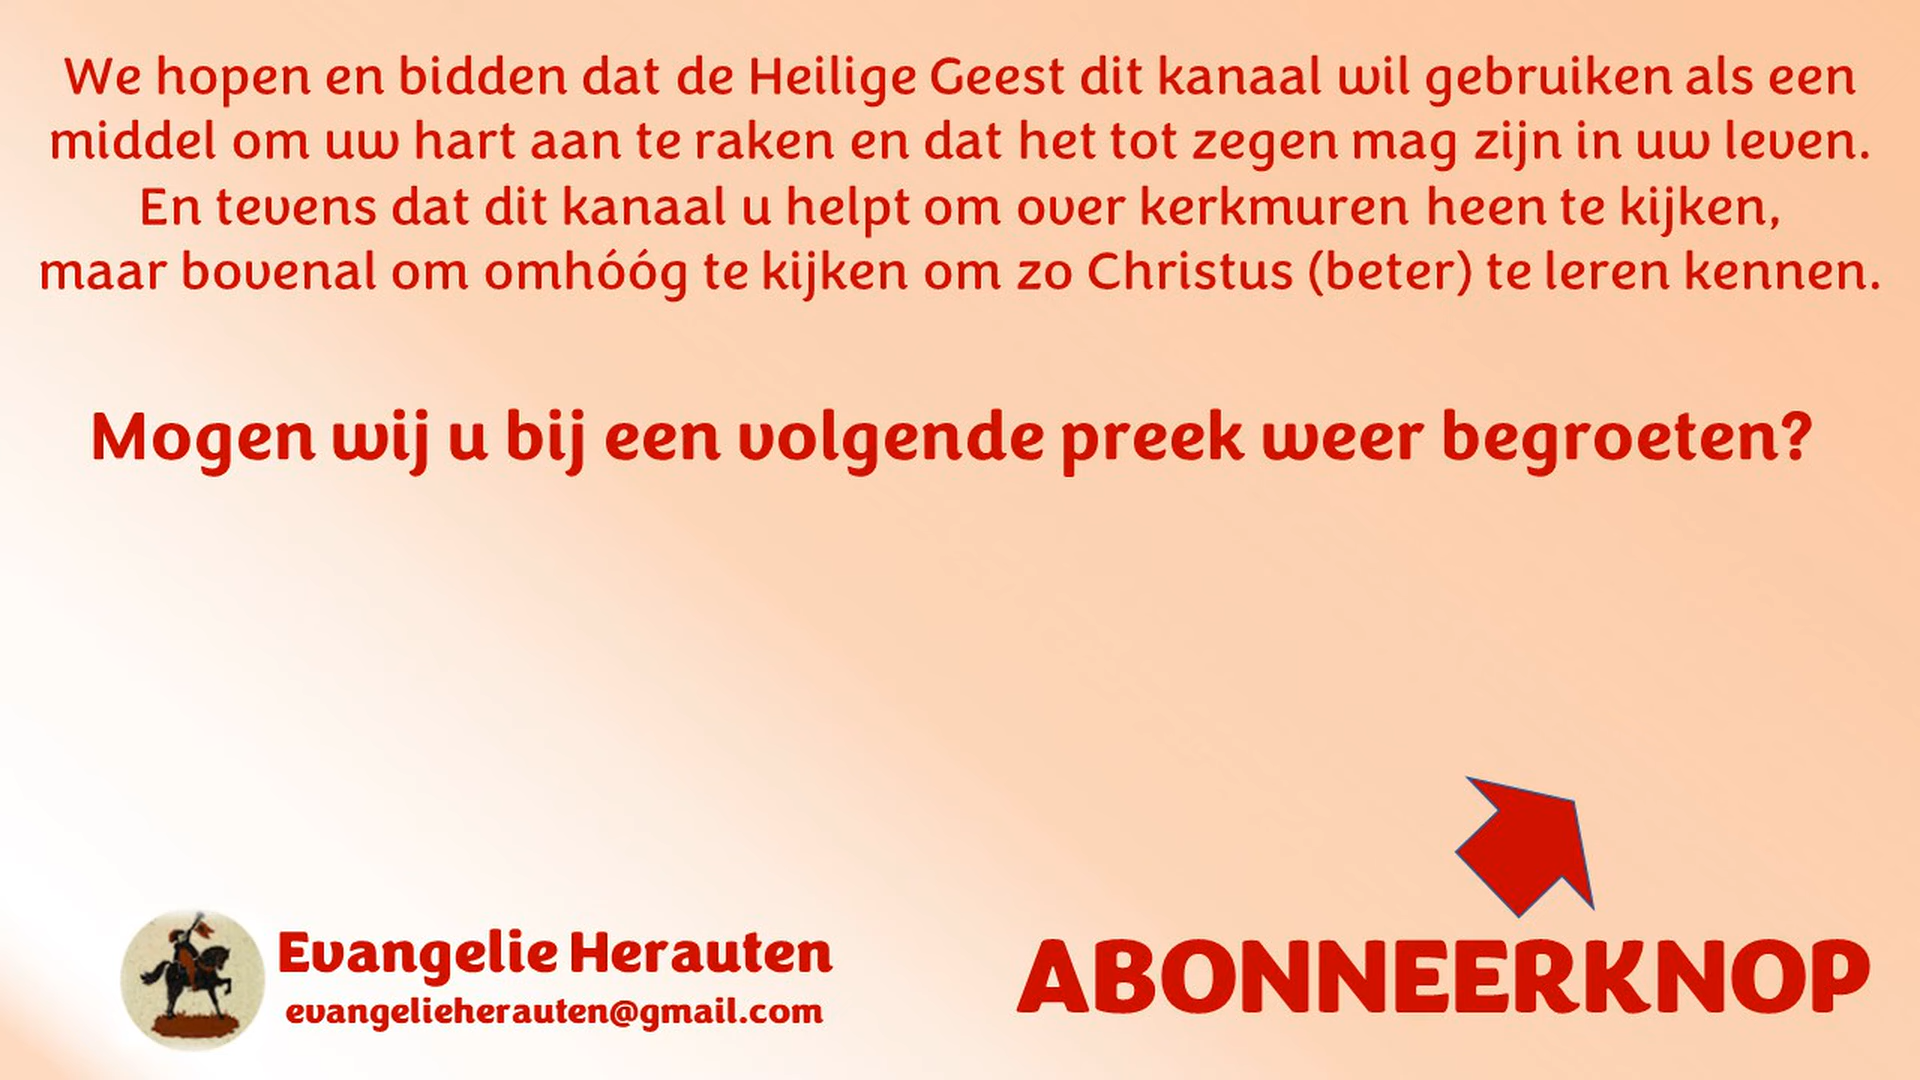 We hopen en bidden dat de Heilige Geest dit kanaal wil gebruiken als een
middel om uw hart aan te raken en dat het tot zegen mag zijn in uw leven.
En tevens dat dit kanaal u helpt om over kerkmuren heen te kijken,
maar bovenal om omhóóg te kijken om zo Christus (beter) te leren kennen.
Mogen wij u bij een volgende preek weer begroeten?
Evangelie Herauten
evangelieherauten@gmail.com
ABONNEERKNOP